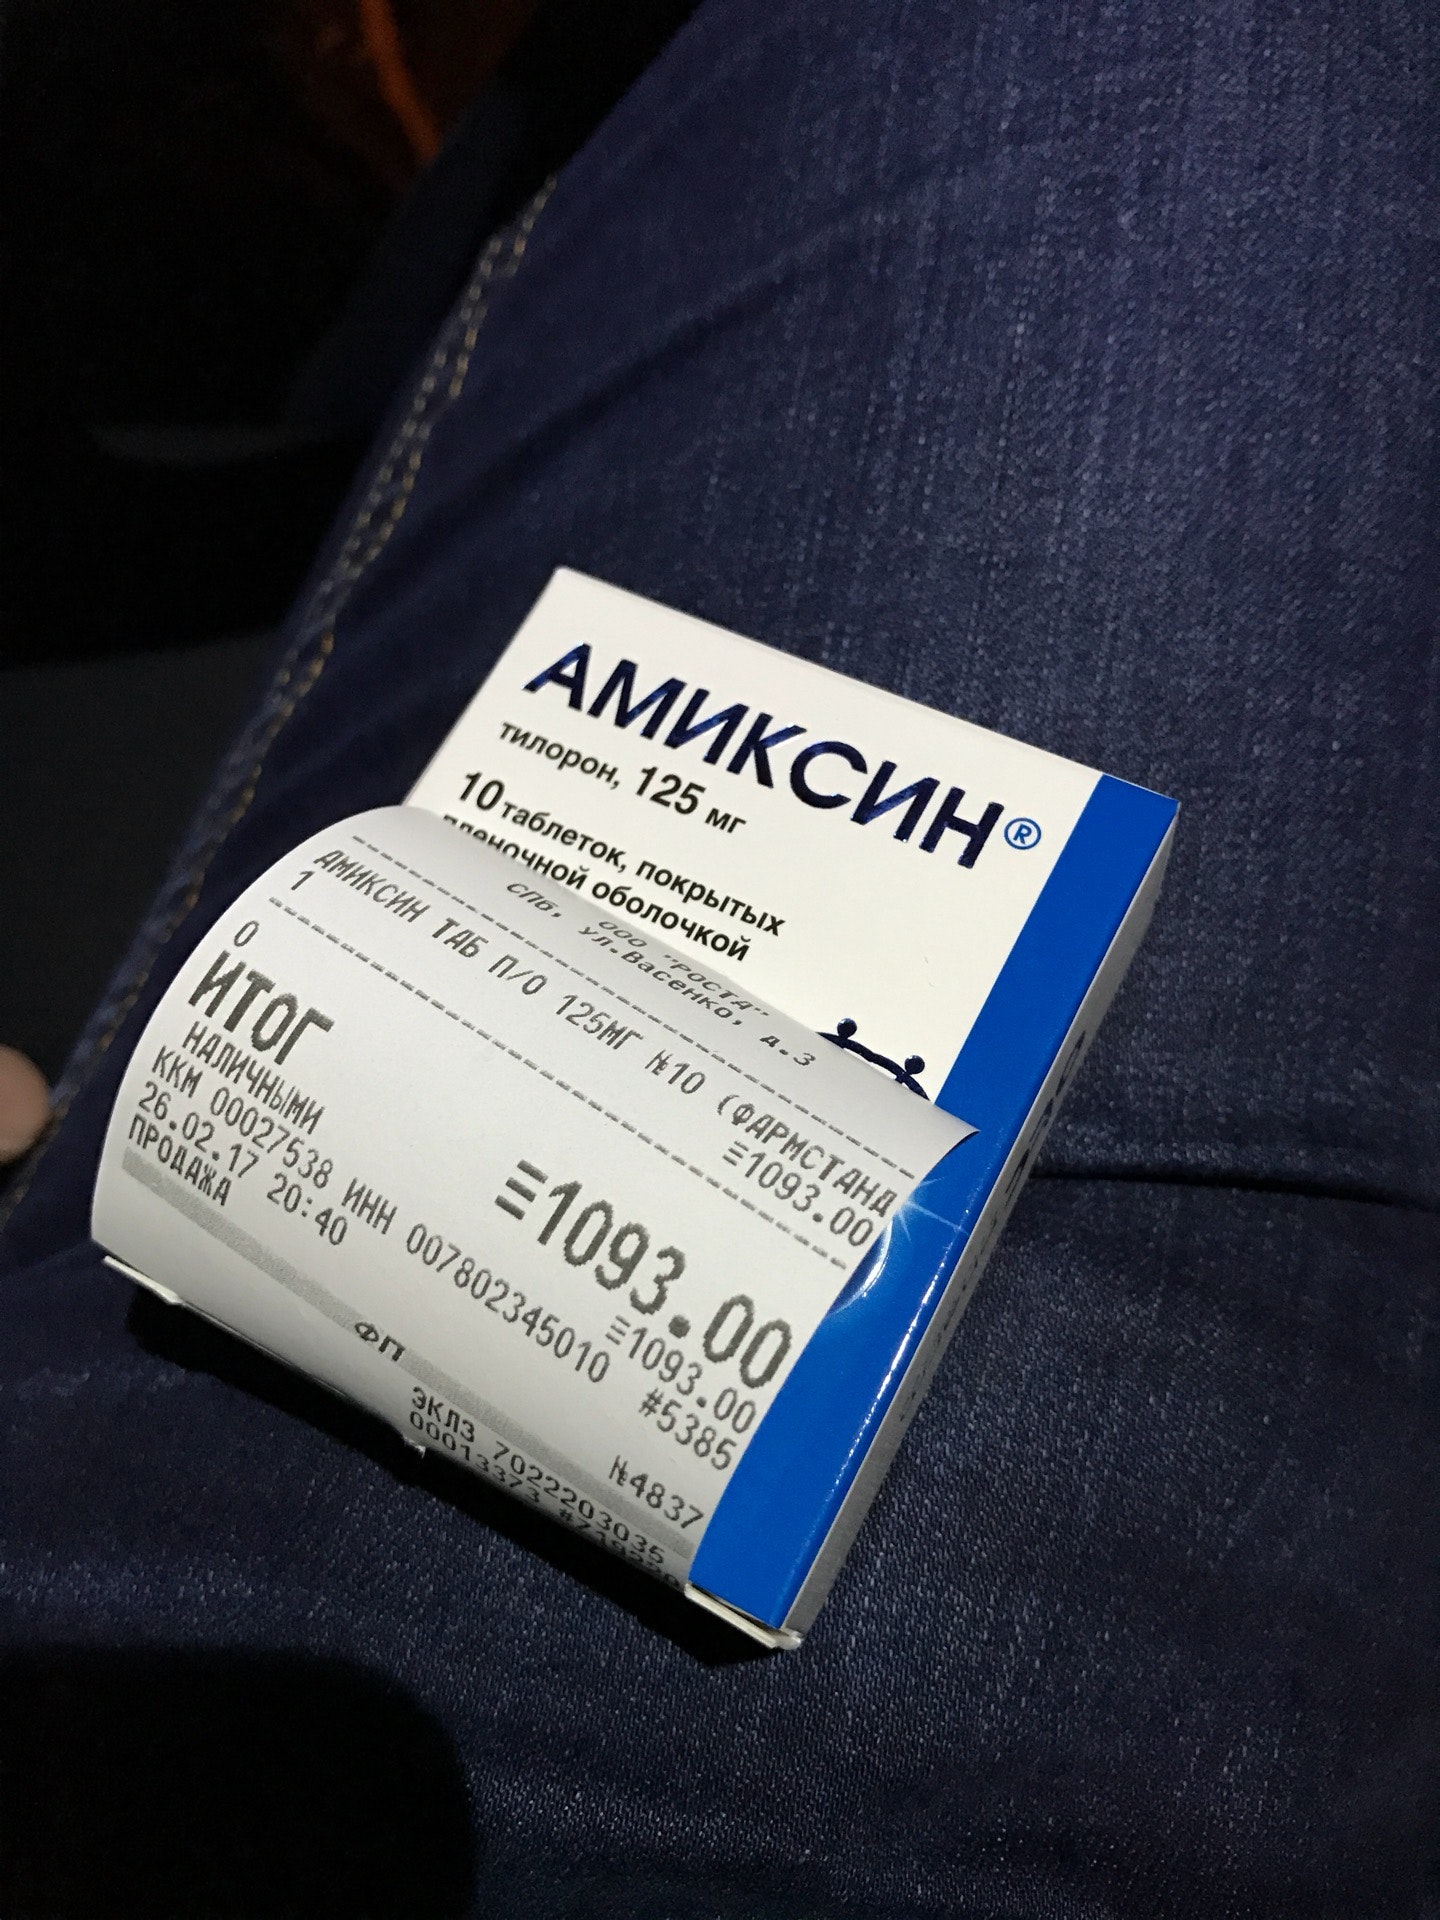 АМИКСИН®
тилорон, 125 мг
10 таблеток, покрытых
пленочной оболочкой
ООО "РОСТА"
СПб, ул.Васенко, д.3
АМИКСИН ТАБ П/О 125МГ №10 (ФАРМСТАНД
1 ≡1093.00
0
ИТОГ ≡1093.00
НАЛИЧНЫМИ ≡1093.00
ККМ 00027538 ИНН 007802345010 #5385
26.02.17 20:40
ПРОДАЖА №4837
ФП
ЭКЛЗ 7022203035
00013373